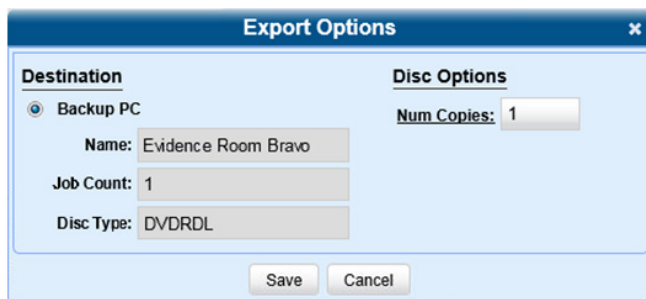 Export Options
Destination
Backup PC
Name: Evidence Room Bravo
Job Count: 1
Disc Type: DVDRDL
Disc Options
Num Copies: 1
Save Cancel